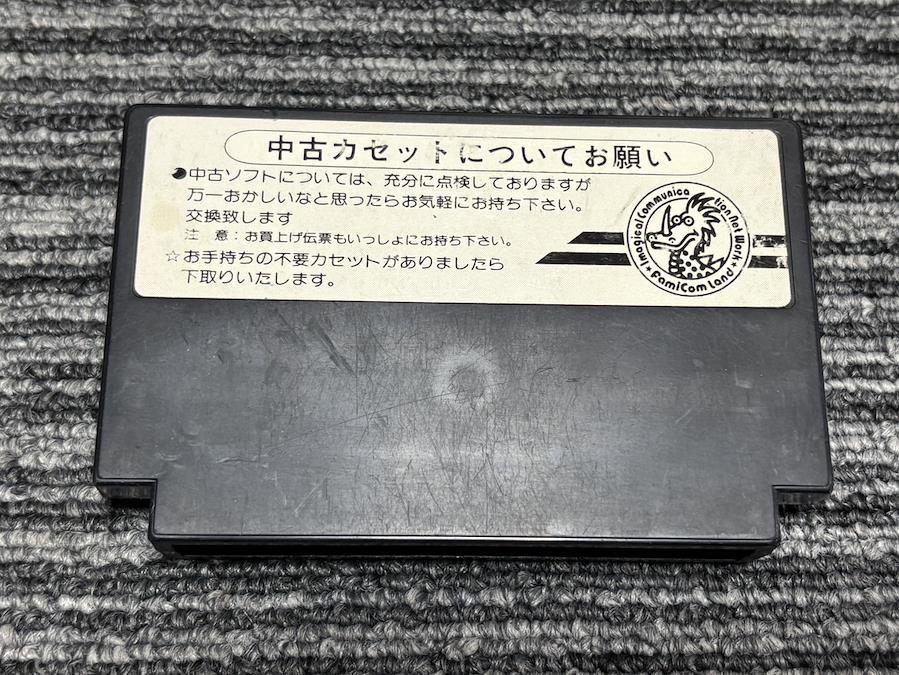 中古カセットについてお願い
●中古ソフトについては、充分に点検しておりますが
万一おかしいなと思ったらお気軽にお持ち下さい。
交換致します
注 意：お買上げ伝票もいっしょにお持ち下さい。
☆お手持ちの不要カセットがありましたら
下取りいたします。
Imagical Communication Net Work
★ FamiCom Land ★